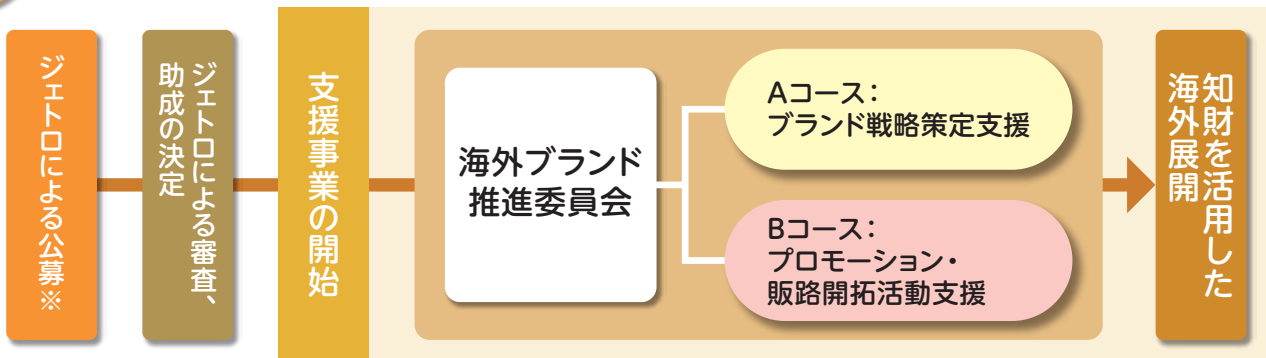 ジェトロによる公募※
ジェトロによる審査、
助成の決定
支援事業の開始
海外ブランド
推進委員会
Aコース：
ブランド戦略策定支援
Bコース：
プロモーション・
販路開拓活動支援
知財を活用した
海外展開